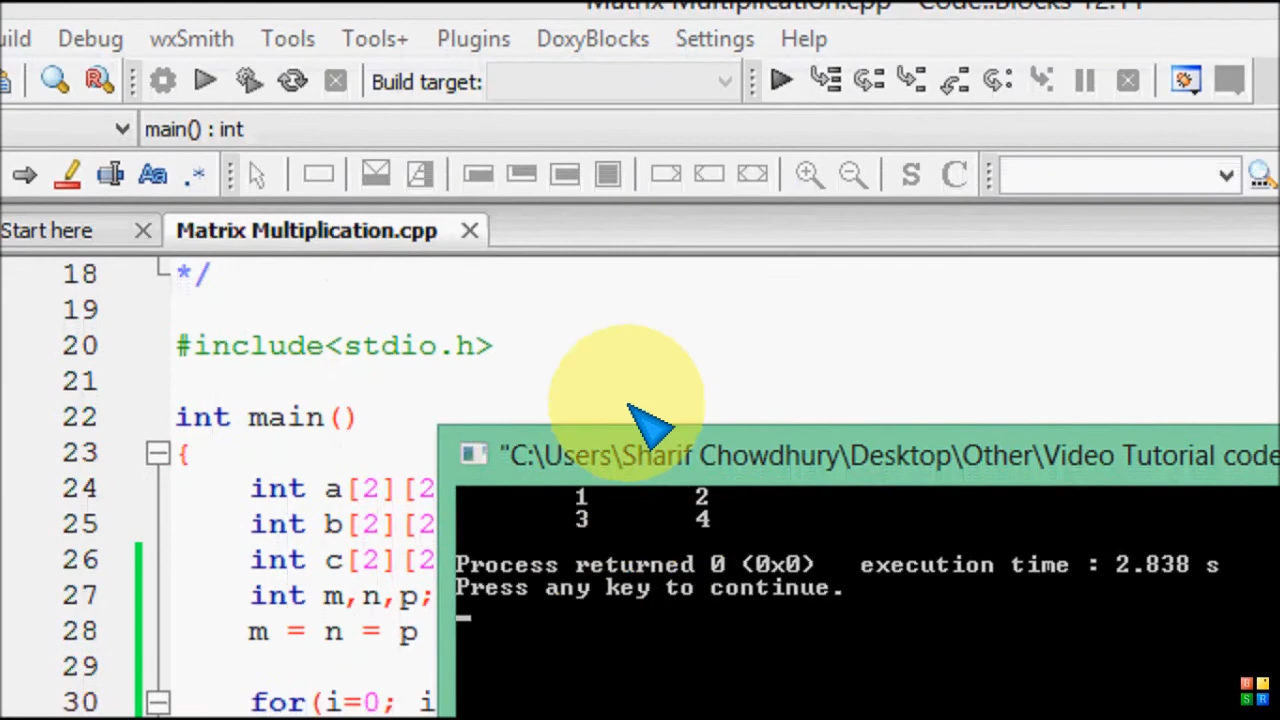 Matrix Multiplication.cpp - Code::Blocks 12.11
uild Debug wxSmith Tools Tools+ Plugins DoxyBlocks Settings Help
Build target:
main() : int
Start here Matrix Multiplication.cpp
18 */
19
20 #include<stdio.h>
21
22 int main()
23 {
24 int a[2][2
25 int b[2][2
26 int c[2][2
27 int m,n,p;
28 m = n = p
29
30 for(i=0; i
"C:\Users\Sharif Chowdhury\Desktop\Other\Video Tutorial code
1 2
3 4
Process returned 0 (0x0) execution time : 2.838 s
Press any key to continue.